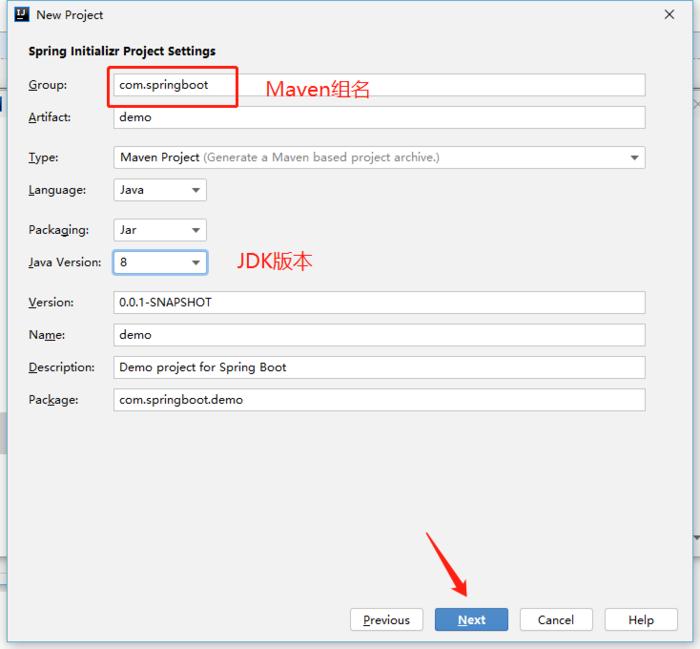 New Project
Spring Initializr Project Settings
Group: com.springboot Maven组名
Artifact: demo
Type: Maven Project (Generate a Maven based project archive.)
Language: Java
Packaging: Jar
Java Version: 8 JDK版本
Version: 0.0.1-SNAPSHOT
Name: demo
Description: Demo project for Spring Boot
Package: com.springboot.demo
Previous Next Cancel Help